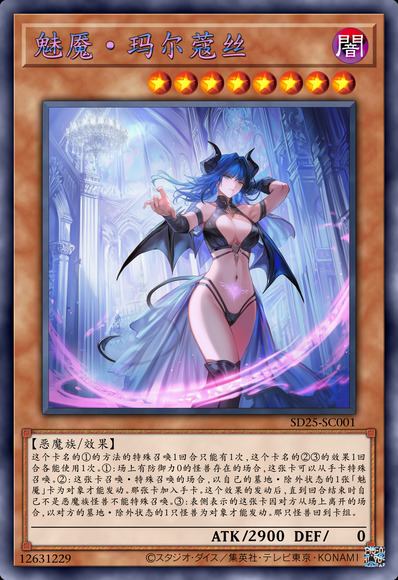 魅魇·玛尔蔻丝
闇
SD25-SC001
【恶魔族/效果】
这个卡名的①的方法的特殊召唤1回合只能有1次,这个卡名的②③的效果1回
合各能使用1次。①:场上有防御力0的怪兽存在的场合,这张卡可以从手卡特殊
召唤。②:这张卡召唤·特殊召唤的场合,以自己的墓地·除外状态的1张「魅
魇」卡为对象才能发动。那张卡加入手卡。这个效果的发动后,直到回合结束时自
己不是恶魔族怪兽不能特殊召唤。③:表侧表示的这张卡因对方从场上离开的场
合,以对方的墓地·除外状态的1只怪兽为对象才能发动。那只怪兽回到卡组。
ATK/2900 DEF/ 0
12631229 ©スタジオ·ダイス/集英社·テレビ東京·KONAMI